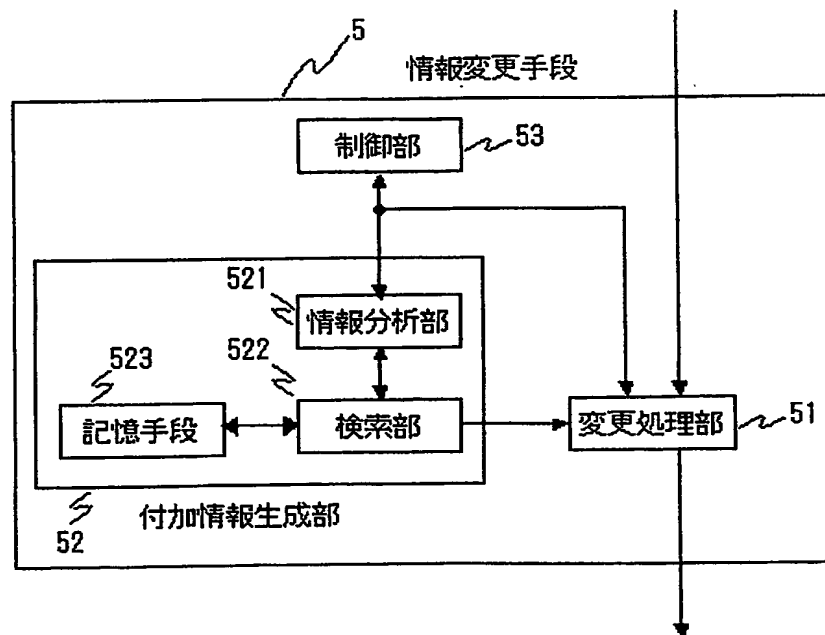 5
情報変更手段
制御部
53
521
情報分析部
522
523
記憶手段
検索部
変更処理部
51
52
付加情報生成部